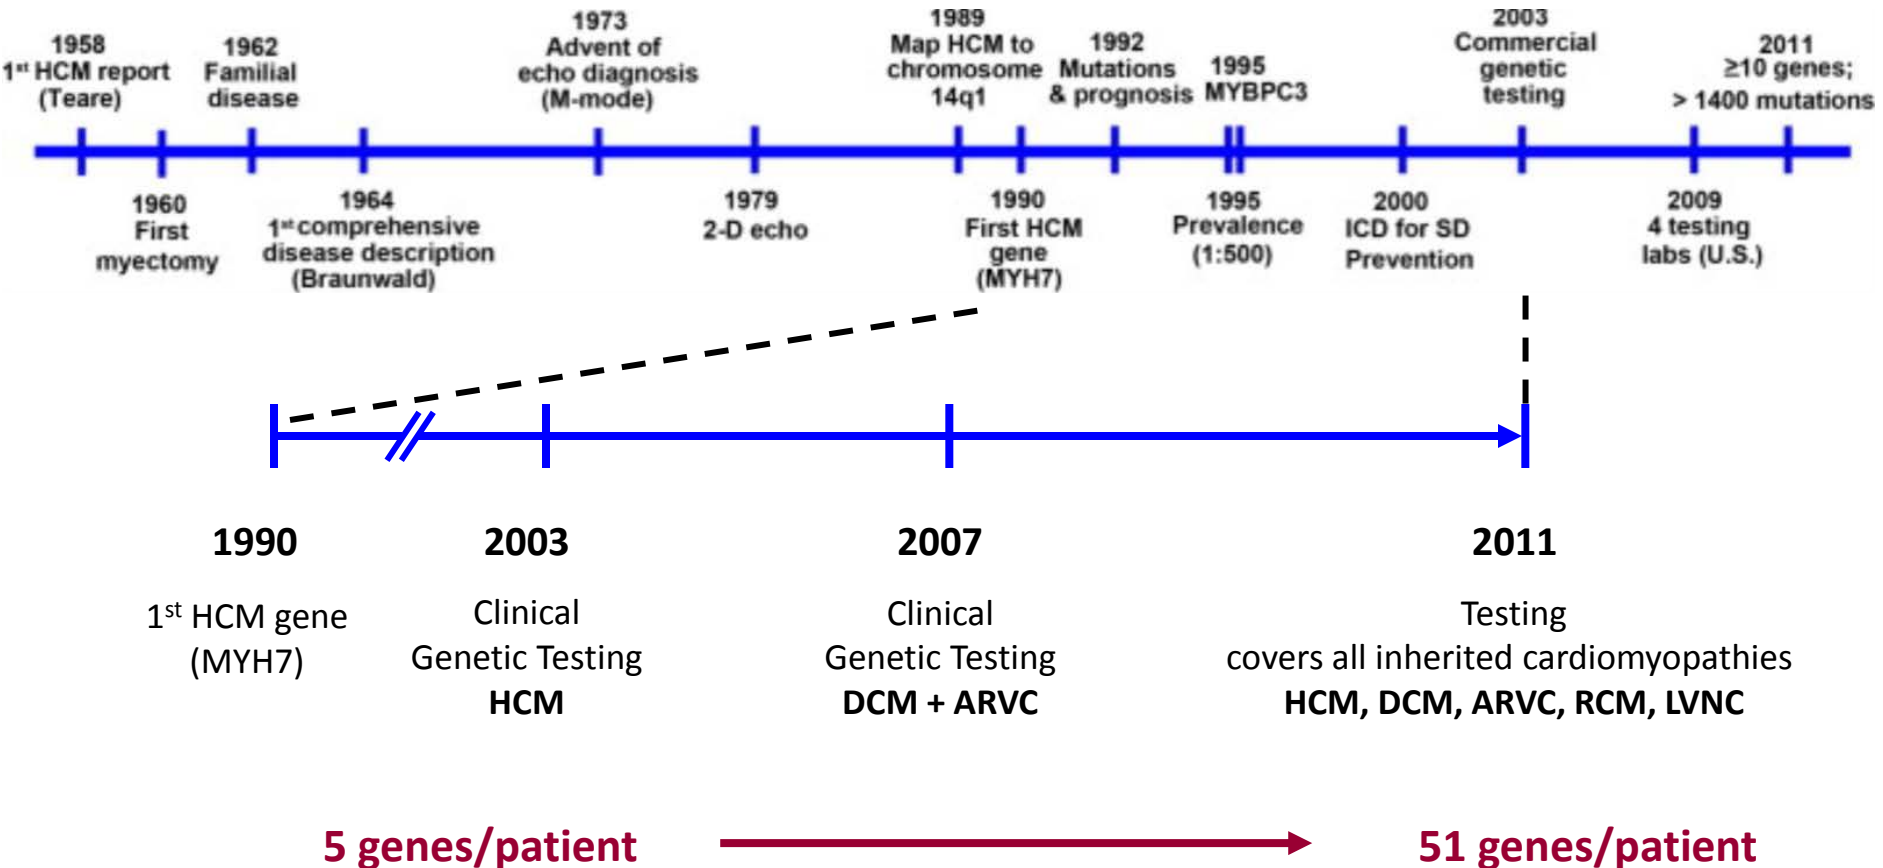 1958
1st HCM report
(Teare)
1962
Familial
disease
1973
Advent of
echo diagnosis
(M-mode)
1989
Map HCM to
chromosome
14q1
1992
Mutations
& prognosis
1995
MYBPC3
2003
Commercial
genetic
testing
2011
≥10 genes;
> 1400 mutations
1960
First
myectomy
1964
1st comprehensive
disease description
(Braunwald)
1979
2-D echo
1990
First HCM
gene
(MYH7)
1995
Prevalence
(1:500)
2000
ICD for SD
Prevention
2009
4 testing
labs (U.S.)
1990
1st HCM gene
(MYH7)
2003
Clinical
Genetic Testing
HCM
2007
Clinical
Genetic Testing
DCM + ARVC
2011
Testing
covers all inherited cardiomyopathies
HCM, DCM, ARVC, RCM, LVNC
5 genes/patient
51 genes/patient